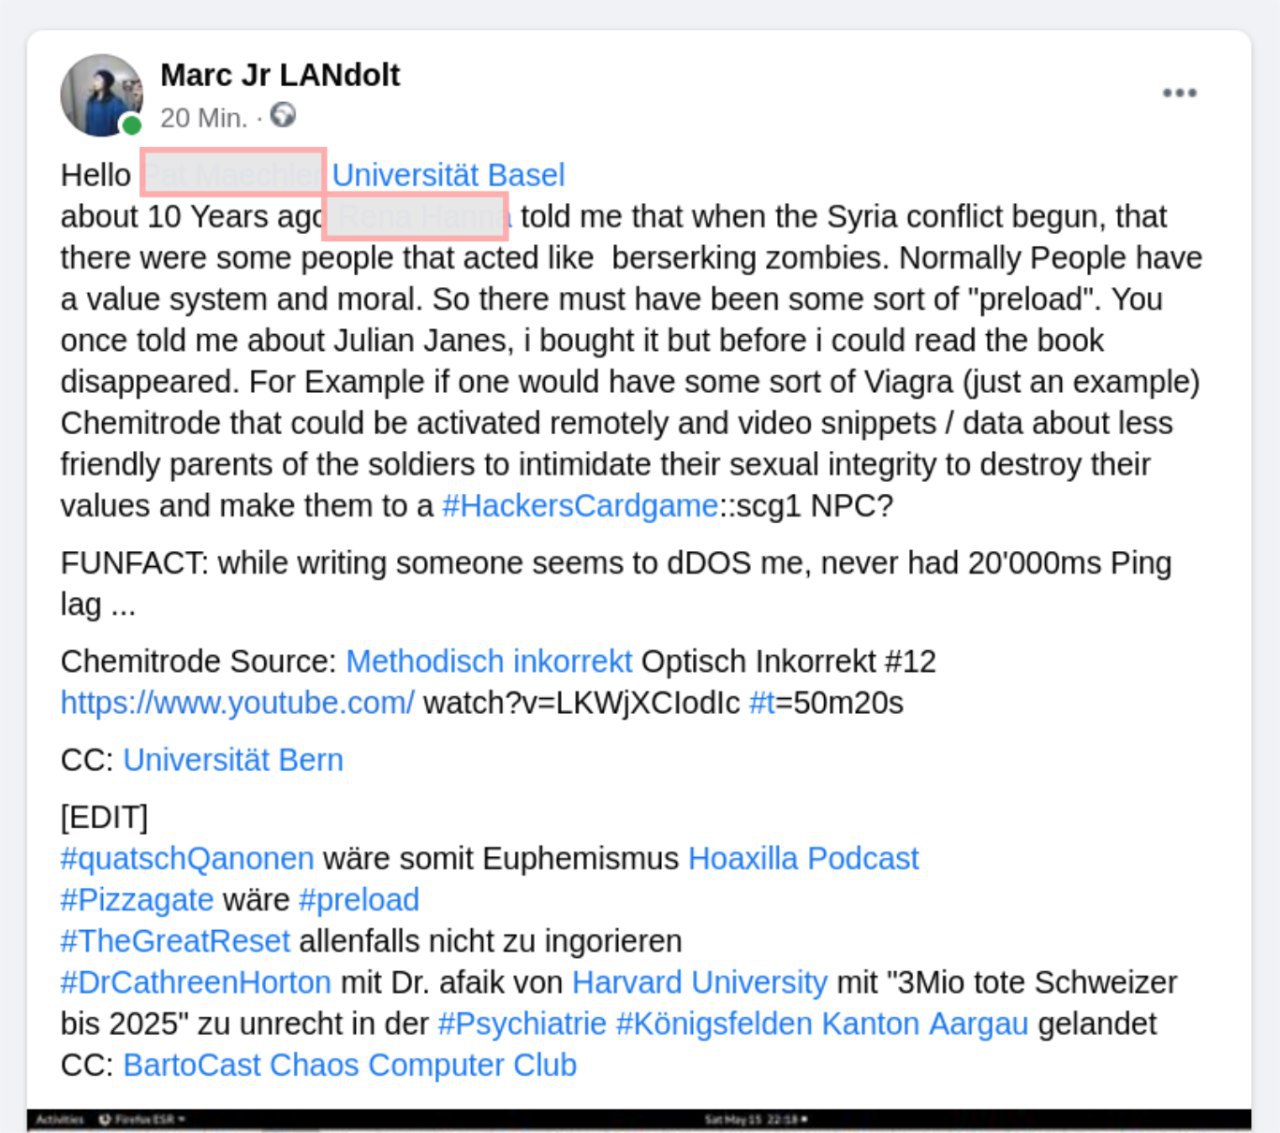 Marc Jr LANdolt
20 Min. ·
Hello Universität Basel
about 10 Years ago told me that when the Syria conflict begun, that
there were some people that acted like  berserking zombies. Normally People have
a value system and moral. So there must have been some sort of "preload". You
once told me about Julian Janes, i bought it but before i could read the book
disappeared. For Example if one would have some sort of Viagra (just an example)
Chemitrode that could be activated remotely and video snippets / data about less
friendly parents of the soldiers to intimidate their sexual integrity to destroy their
values and make them to a #HackersCardgame::scg1 NPC?
FUNFACT: while writing someone seems to dDOS me, never had 20'000ms Ping
lag ...
Chemitrode Source: Methodisch inkorrekt Optisch Inkorrekt #12
https://www.youtube.com/ watch?v=LKWjXCIodIc #t=50m20s
CC: Universität Bern
[EDIT]
#quatschQanonen wäre somit Euphemismus Hoaxilla Podcast
#Pizzagate wäre #preload
#TheGreatReset allenfalls nicht zu ingorieren
#DrCathreenHorton mit Dr. afaik von Harvard University mit "3Mio tote Schweizer
bis 2025" zu unrecht in der #Psychiatrie #Königsfelden Kanton Aargau gelandet
CC: BartoCast Chaos Computer Club
Activities Firefox ESR Sat May 15 22:18